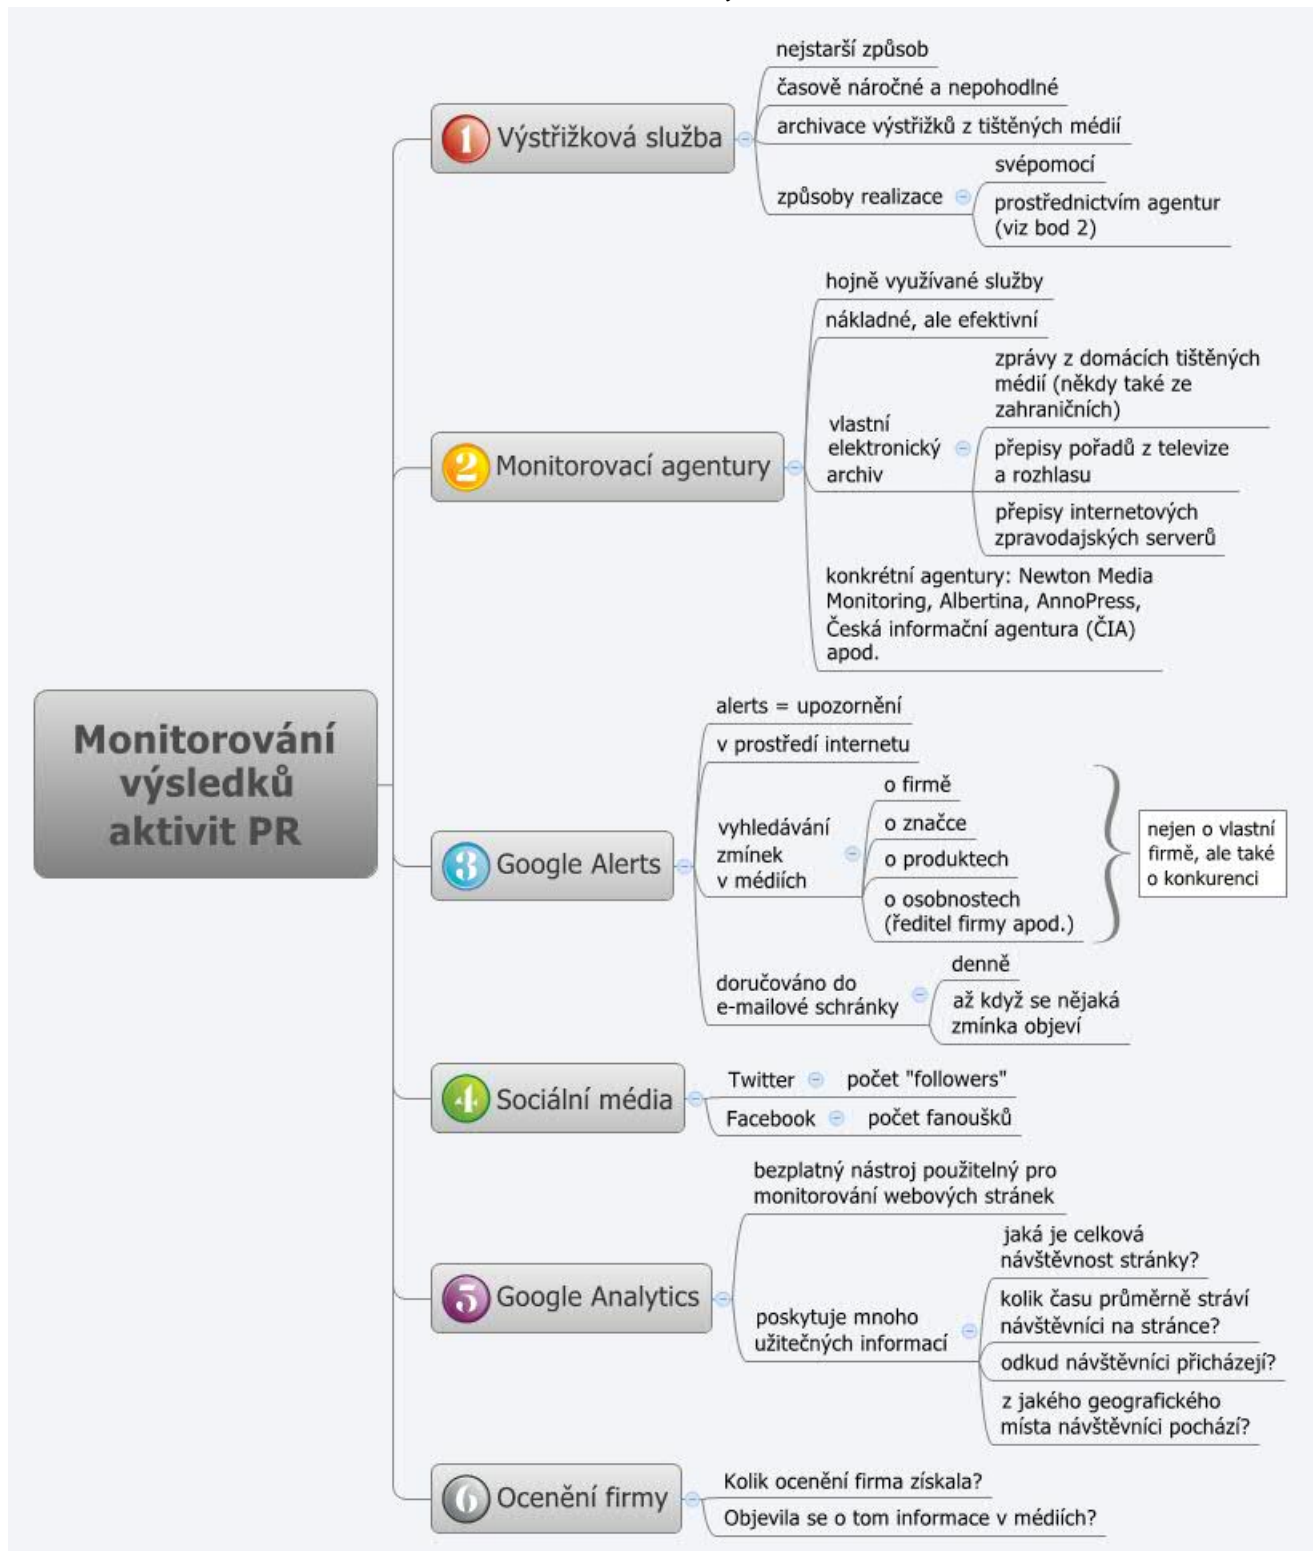 Monitorování
výsledků
aktivit PR
1 Výstřižková služba
nejstarší způsob
časově náročné a nepohodlné
archivace výstřižků z tištěných médií
způsoby realizace
svépomocí
prostřednictvím agentur
(viz bod 2)
2 Monitorovací agentury
hojně využívané služby
nákladné, ale efektivní
vlastní
elektronický
archiv
zprávy z domácích tištěných
médií (někdy také ze
zahraničních)
přepisy pořadů z televize
a rozhlasu
přepisy internetových
zpravodajských serverů
konkrétní agentury: Newton Media
Monitoring, Albertina, AnnoPress,
Česká informační agentura (ČIA)
apod.
3 Google Alerts
alerts = upozornění
v prostředí internetu
vyhledávání
zmínek
v médiích
o firmě
o značce
o produktech
o osobnostech
(ředitel firmy apod.)
nejen o vlastní
firmě, ale také
o konkurenci
doručováno do
e-mailové schránky
denně
až když se nějaká
zmínka objeví
4 Sociální média
Twitter počet "followers"
Facebook počet fanoušků
5 Google Analytics
bezplatný nástroj použitelný pro
monitorování webových stránek
poskytuje mnoho
užitečných informací
jaká je celková
návštěvnost stránky?
kolik času průměrně stráví
návštěvníci na stránce?
odkud návštěvníci přicházejí?
z jakého geografického
místa návštěvníci pochází?
6 Ocenění firmy
Kolik ocenění firma získala?
Objevila se o tom informace v médiích?